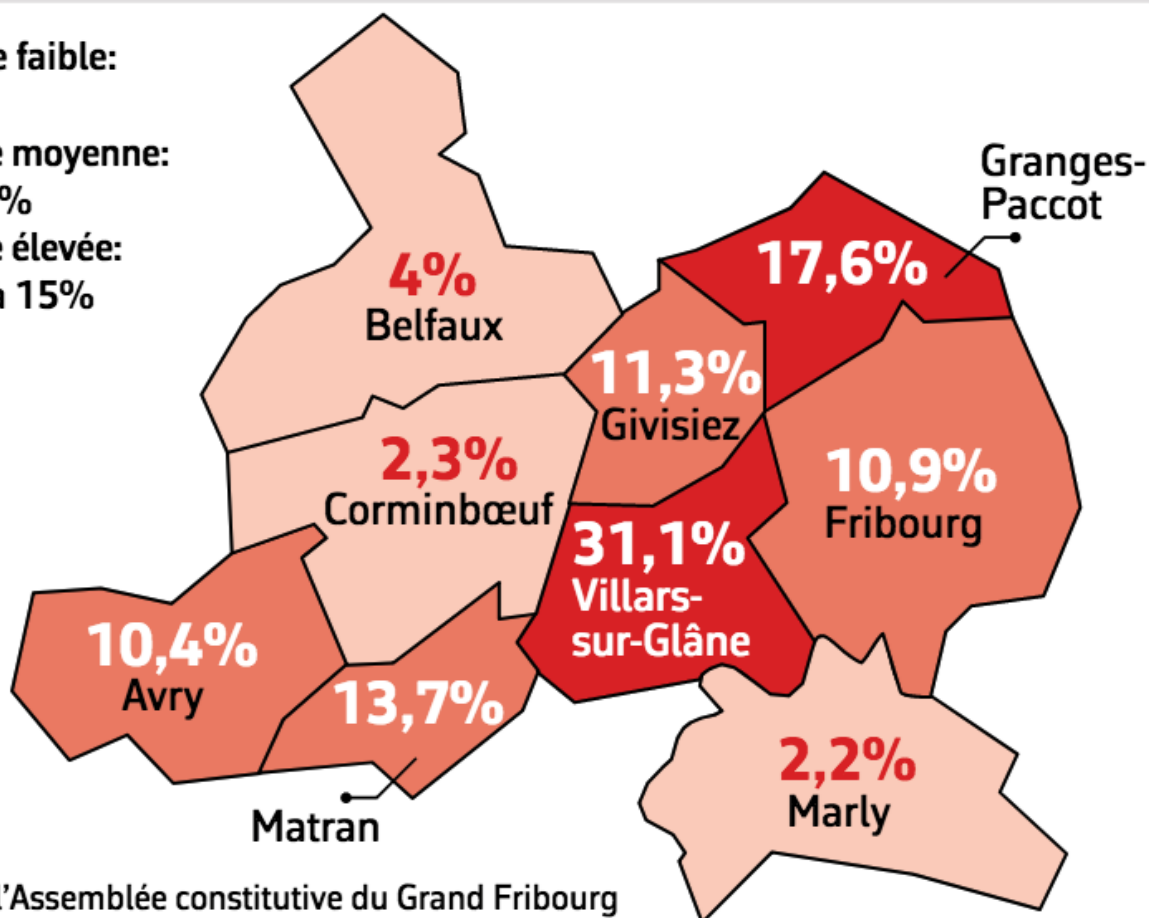 e faible:
e moyenne:
%
e élevée:
à 15%
Granges-
Paccot
17,6%
4%
Belfaux
11,3%
Givisiez
2,3%
Corminbœuf
10,9%
Fribourg
31,1%
Villars-
sur-Glâne
10,4%
Avry
13,7%
Matran
2,2%
Marly
l'Assemblée constitutive du Grand Fribourg